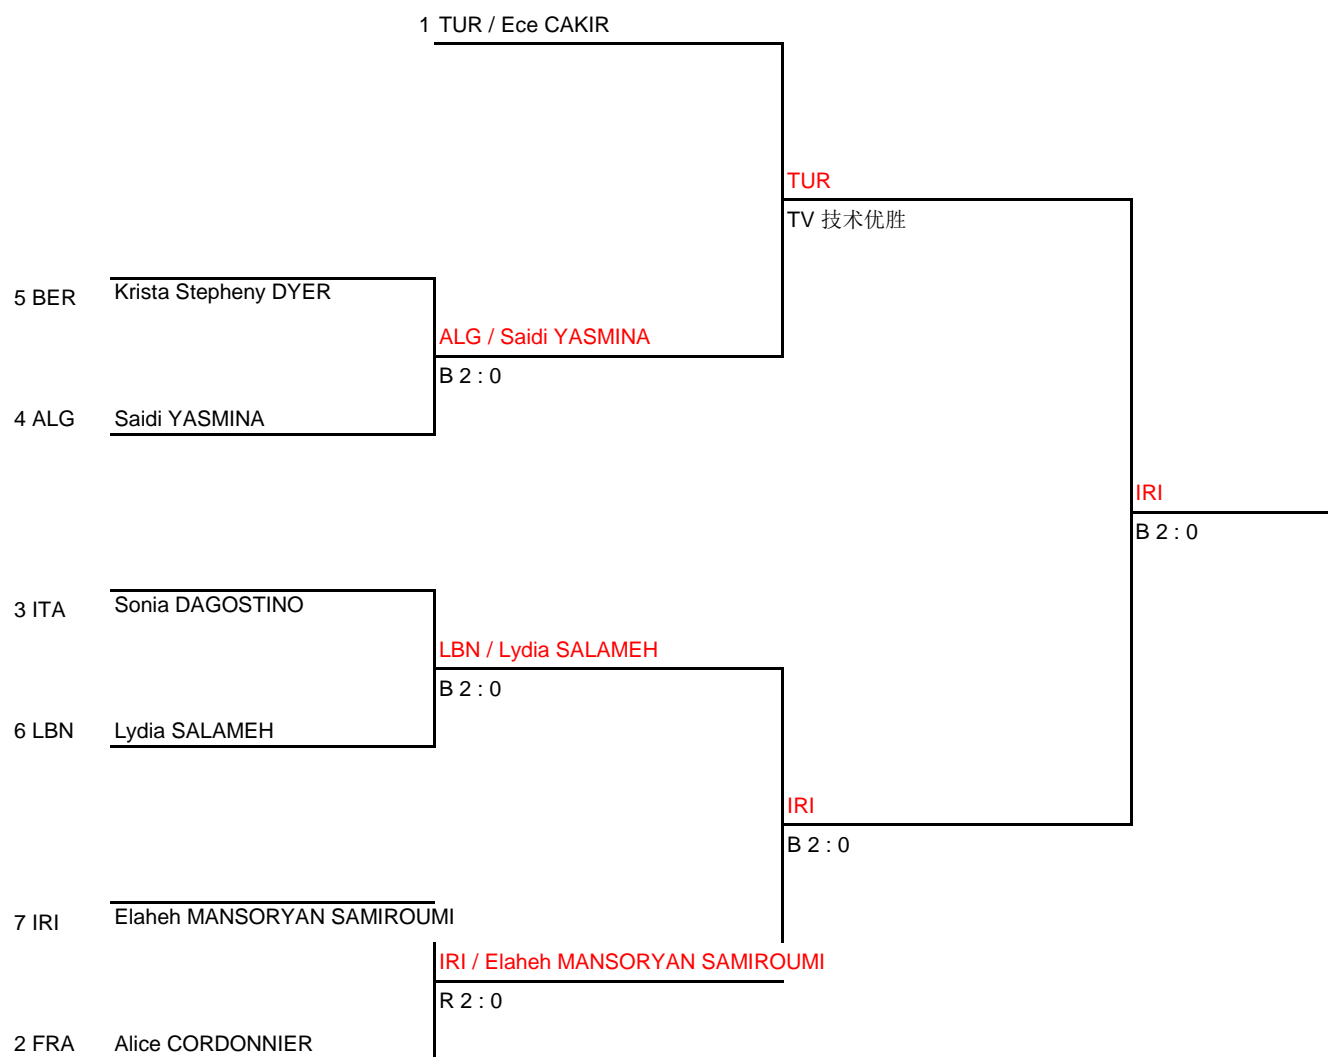 1 TUR / Ece CAKIR
TUR
TV 技术优胜
5 BER Krista Stepheny DYER
ALG / Saidi YASMINA
B 2 : 0
4 ALG Saidi YASMINA
IRI
B 2 : 0
3 ITA Sonia DAGOSTINO
LBN / Lydia SALAMEH
B 2 : 0
6 LBN Lydia SALAMEH
IRI
B 2 : 0
7 IRI Elaheh MANSORYAN SAMIROUMI
IRI / Elaheh MANSORYAN SAMIROUMI
R 2 : 0
2 FRA Alice CORDONNIER